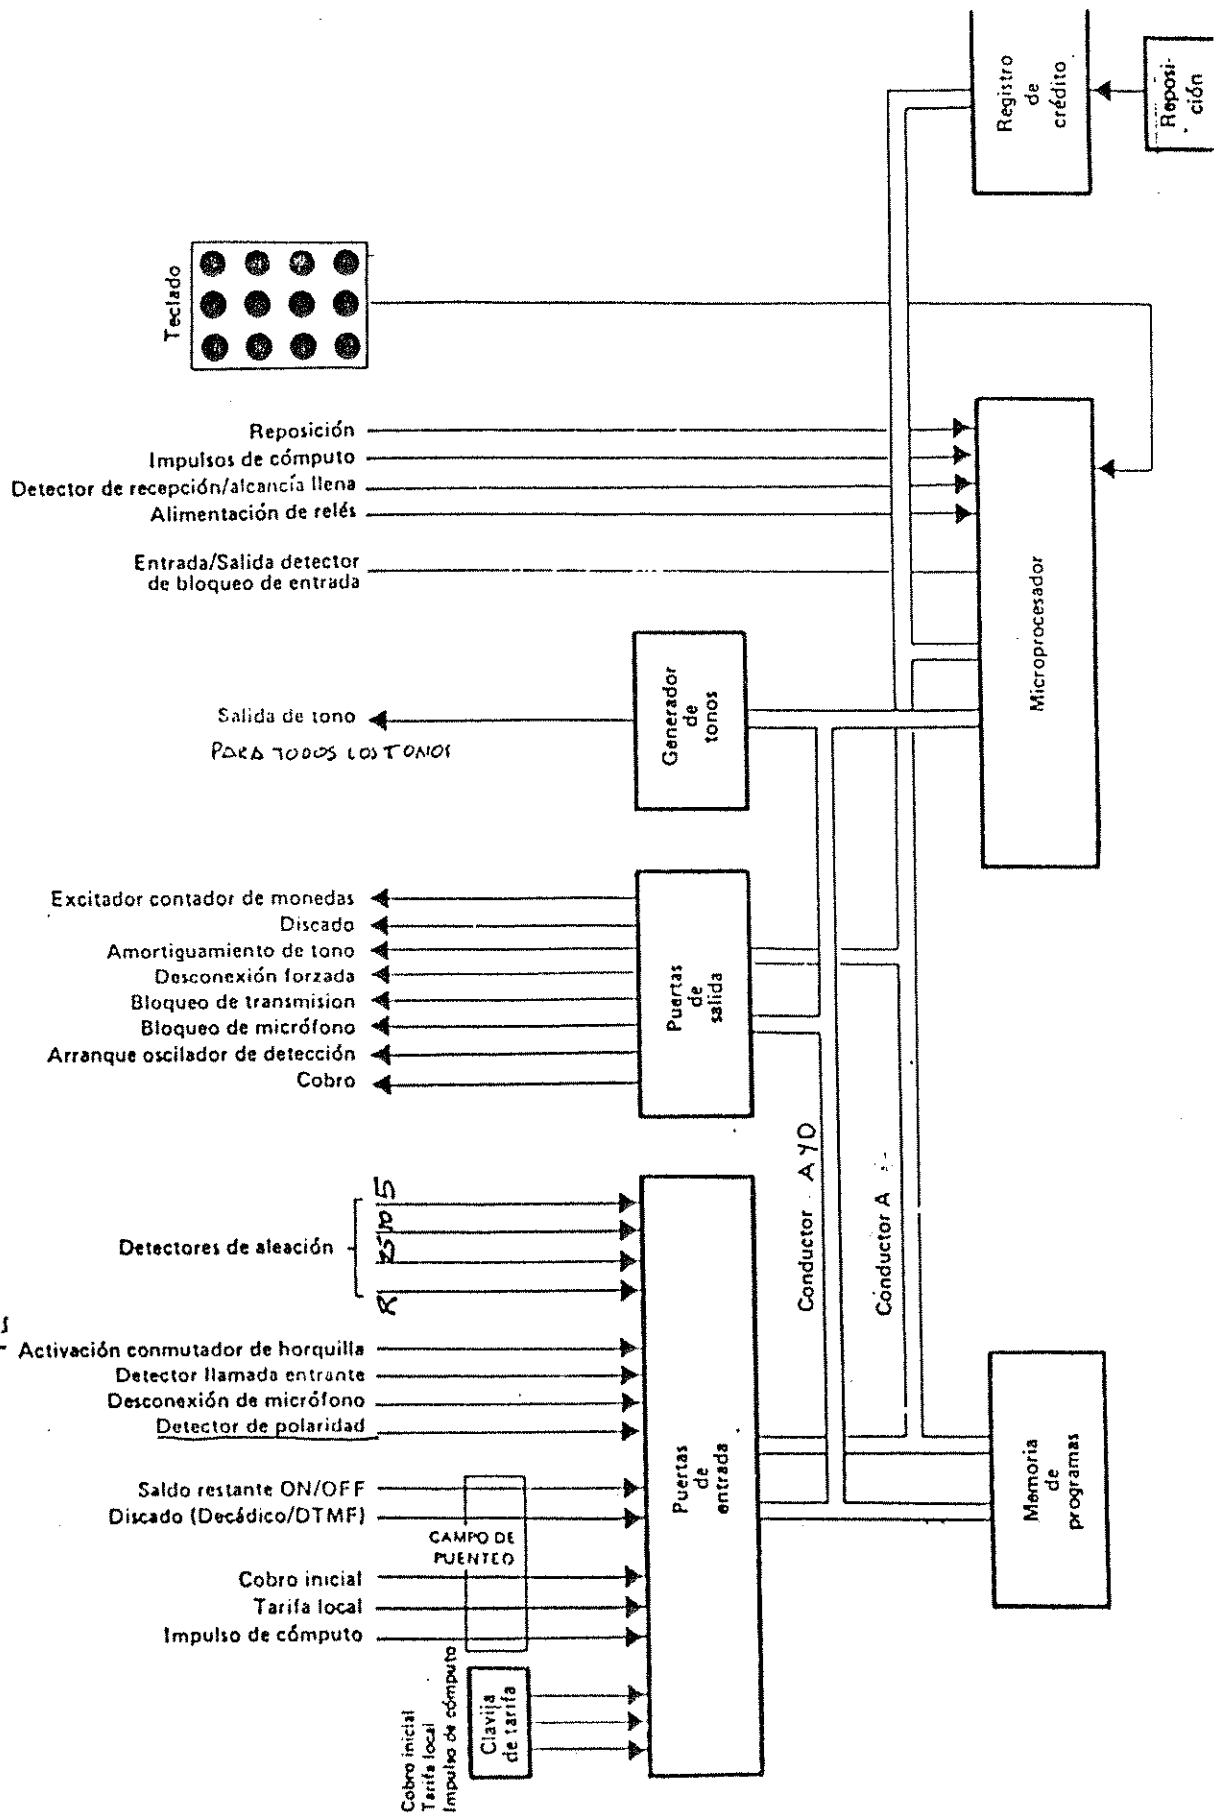 Registro
de
crédito
Reposi-
ción
Teclado
Reposición
Impulsos de cómputo
Detector de recepción/alcancía llena
Alimentación de relés
Entrada/Salida detector
de bloqueo de entrada
Microprocesador
Generador
de
tonos
Salida de tono
PARA TODOS LOS TONOS
Excitador contador de monedas
Discado
Amortiguamiento de tono
Desconexión forzada
Bloqueo de transmision
Bloqueo de micrófono
Arranque oscilador de detección
Cobro
Puertas
de
salida
Conductor A Y D
Conductor A
Detectores de aleación
5
10
25
R
Activación conmutador de horquilla
Detector llamada entrante
Desconexión de micrófono
Detector de polaridad
Saldo restante ON/OFF
Discado (Decádico/DTMF)
CAMPO DE
PUENTEO
Cobro inicial
Tarifa local
Impulso de cómputo
Puertas
de
entrada
Memoria
de
programas
Cobro inicial
Tarifa local
Impulso de cómputo
Clavija
de tarifa